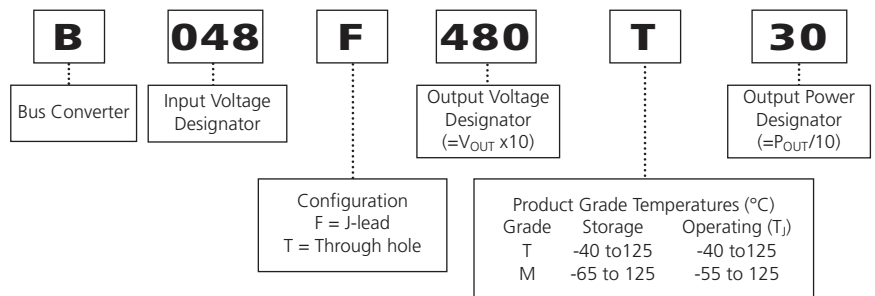 B 048 F 480 T 30
Bus Converter
Input Voltage
Designator
Output Voltage
Designator
(=VOUT x10)
Output Power
Designator
(=POUT/10)
Configuration
F = J-lead
T = Through hole
Product Grade Temperatures (°C)
Grade Storage Operating (TJ)
T -40 to125 -40 to125
M -65 to 125 -55 to 125